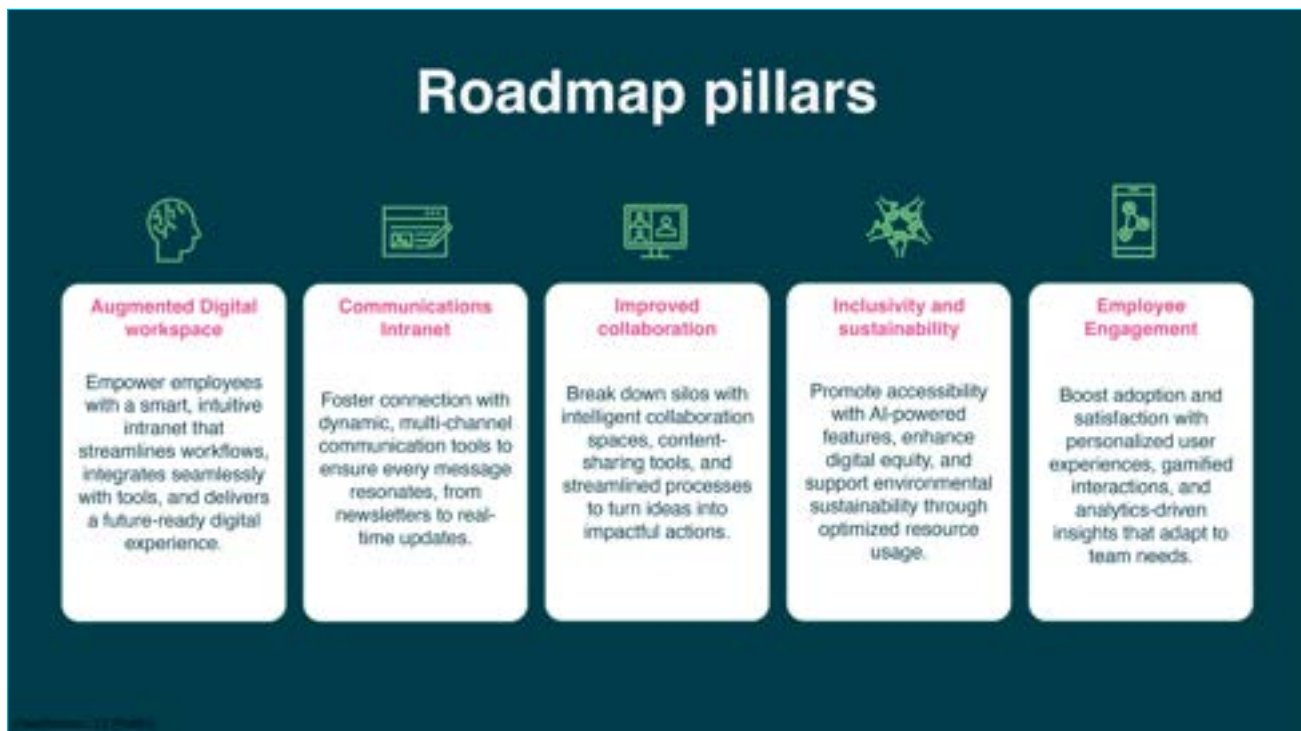 Roadmap pillars
Augmented Digital
workspace
Empower employees
with a smart, intuitive
intranet that
streamlines workflows,
integrates seamlessly
with tools, and delivers
a future-ready digital
experience.
Communications
Intranet
Foster connection with
dynamic, multi-channel
communication tools to
ensure every message
resonates, from
newsletters to real-
time updates.
Improved
collaboration
Break down silos with
intelligent collaboration
spaces, content-
sharing tools, and
streamlined processes
to turn ideas into
impactful actions.
Inclusivity and
sustainability
Promote accessibility
with AI-powered
features, enhance
digital equity, and
support environmental
sustainability through
optimized resource
usage.
Employee
Engagement
Boost adoption and
satisfaction with
personalized user
experiences, gamified
interactions, and
analytics-driven
insights that adapt to
team needs.